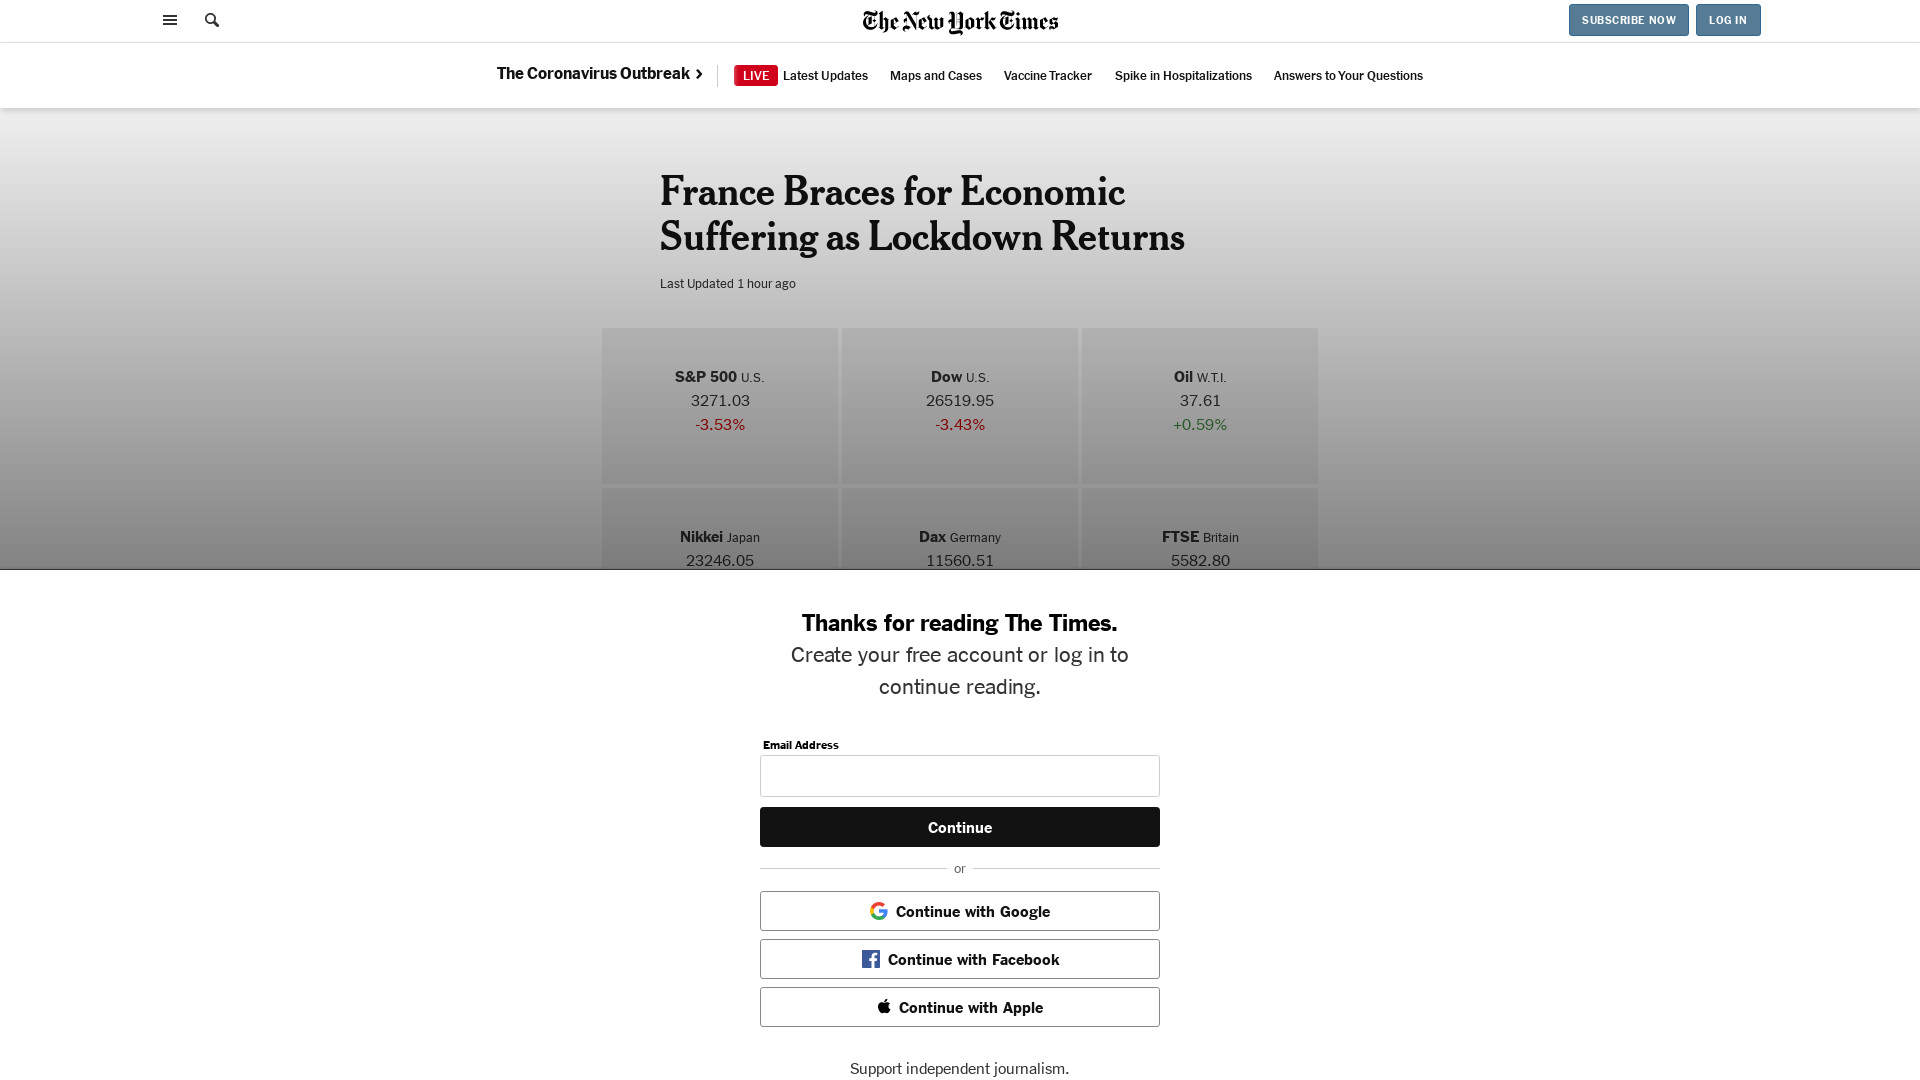 The New York Times
SUBSCRIBE NOW
LOG IN
The Coronavirus Outbreak
LIVE Latest Updates
Maps and Cases
Vaccine Tracker
Spike in Hospitalizations
Answers to Your Questions
France Braces for Economic
Suffering as Lockdown Returns
Last Updated 1 hour ago
S&P 500 U.S.
3271.03
-3.53%
Dow U.S.
26519.95
-3.43%
Oil W.T.I.
37.61
+0.59%
Nikkei Japan
23246.05
Dax Germany
11560.51
FTSE Britain
5582.80
Thanks for reading The Times.
Create your free account or log in to
continue reading.
Email Address
Continue
or
Continue with Google
Continue with Facebook
Continue with Apple
Support independent journalism.